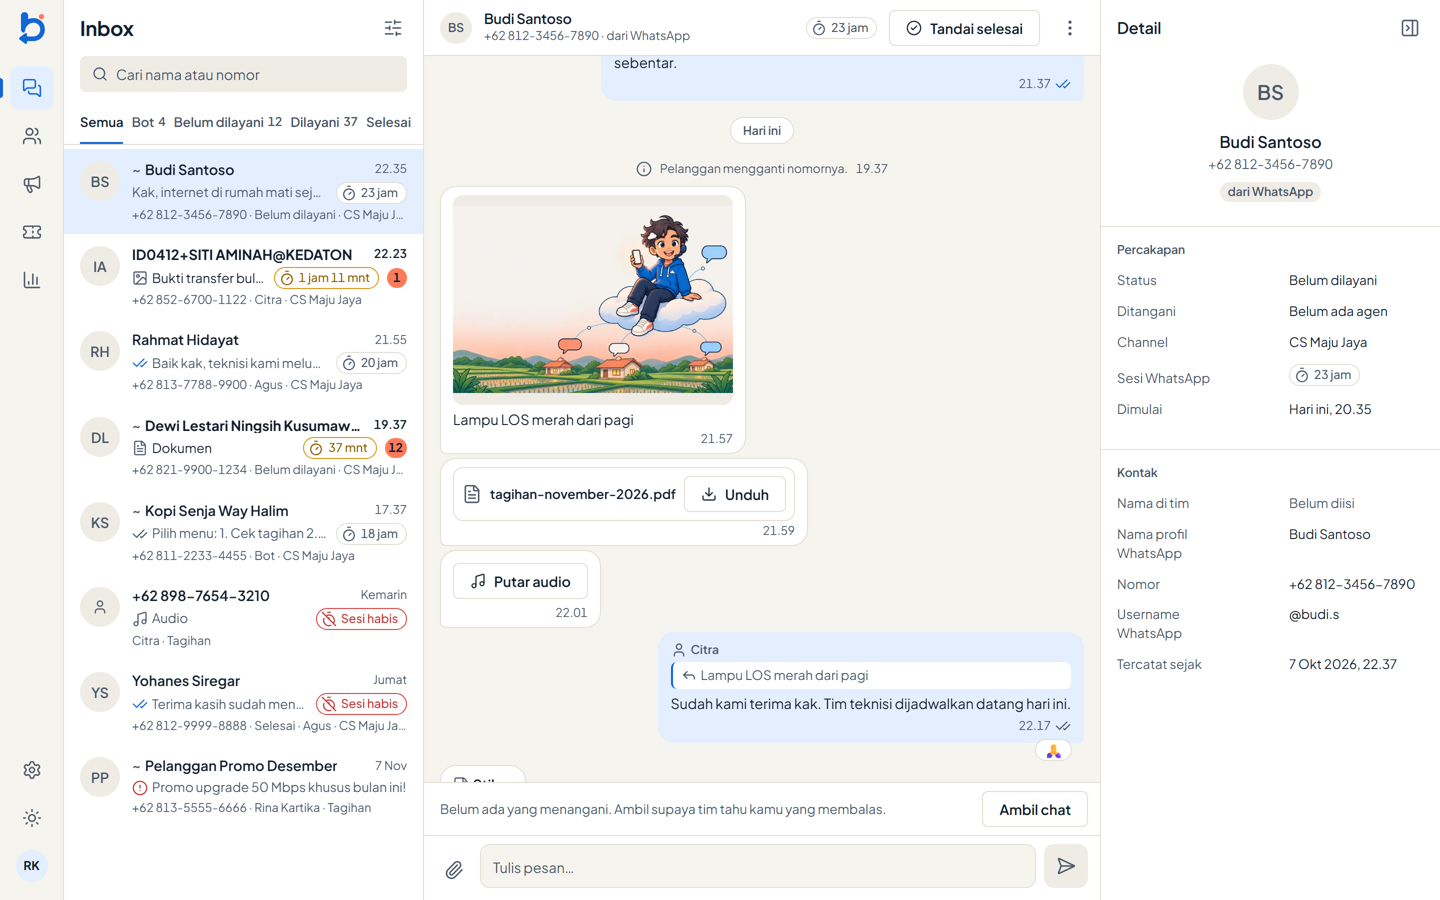 Inbox
Cari nama atau nomor
Semua Bot 4 Belum dilayani 12 Dilayani 37 Selesai
BS
~ Budi Santoso 22.35
Kak, internet di rumah mati sej... 23 jam
+62 812-3456-7890 · Belum dilayani · CS Maju J...
IA
ID0412+SITI AMINAH@KEDATON 22.23
Bukti transfer bul... 1 jam 11 mnt 1
+62 852-6700-1122 · Citra · CS Maju Jaya
RH
Rahmat Hidayat 21.55
Baik kak, teknisi kami melu... 20 jam
+62 813-7788-9900 · Agus · CS Maju Jaya
DL
~ Dewi Lestari Ningsih Kusumaw... 19.37
Dokumen 37 mnt 12
+62 821-9900-1234 · Belum dilayani · CS Maju J...
KS
~ Kopi Senja Way Halim 17.37
Pilih menu: 1. Cek tagihan 2.... 18 jam
+62 811-2233-4455 · Bot · CS Maju Jaya
+62 898-7654-3210 Kemarin
Audio Sesi habis
Citra · Tagihan
YS
Yohanes Siregar Jumat
Terima kasih sudah men... Sesi habis
+62 812-9999-8888 · Selesai · Agus · CS Maju Ja...
PP
~ Pelanggan Promo Desember 7 Nov
Promo upgrade 50 Mbps khusus bulan ini!
+62 813-5555-6666 · Rina Kartika · Tagihan
RK
BS
Budi Santoso
+62 812-3456-7890 · dari WhatsApp
23 jam
Tandai selesai
sebentar.
21.37
Hari ini
Pelanggan mengganti nomornya. 19.37
Lampu LOS merah dari pagi
21.57
tagihan-november-2026.pdf Unduh
21.59
Putar audio
22.01
Citra
Lampu LOS merah dari pagi
Sudah kami terima kak. Tim teknisi dijadwalkan datang hari ini.
22.17
Belum ada yang menangani. Ambil supaya tim tahu kamu yang membalas.
Ambil chat
Tulis pesan...
Detail
BS
Budi Santoso
+62 812-3456-7890
dari WhatsApp
Percakapan
Status Belum dilayani
Ditangani Belum ada agen
Channel CS Maju Jaya
Sesi WhatsApp 23 jam
Dimulai Hari ini, 20.35
Kontak
Nama di tim Belum diisi
Nama profil WhatsApp Budi Santoso
Nomor +62 812-3456-7890
Username WhatsApp @budi.s
Tercatat sejak 7 Okt 2026, 22.37